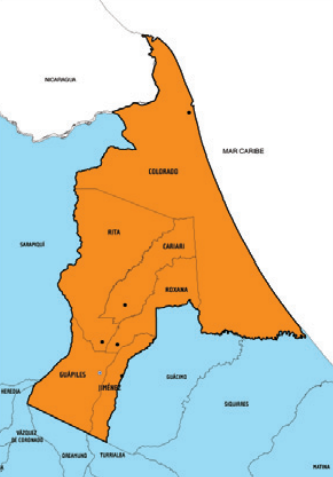 NICARAGUA
MAR CARIBE
COLORADO
RITA
CARIARI
SARAPIQUÍ
ROXANA
GUÁPILES
JIMÉNEZ
GUÁCIMO
HEREDIA
SIQUIRRES
VÁZQUEZ
DE CORONADO
OREAMUNO
TURRIALBA
MATINA